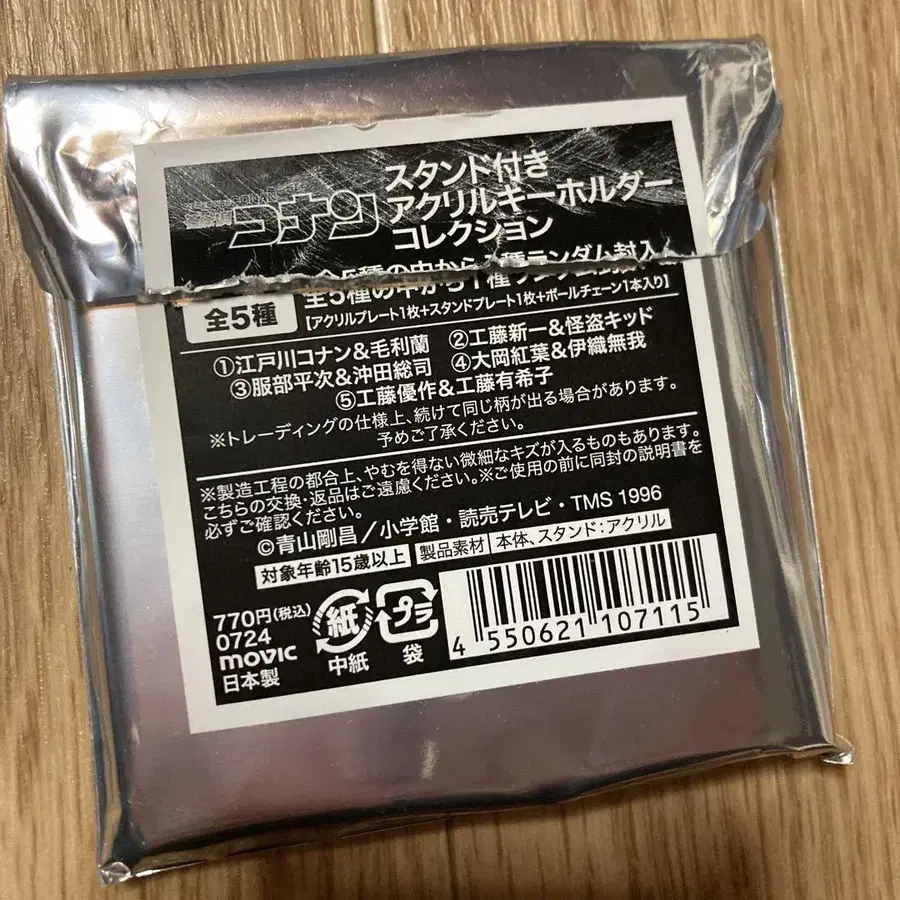 コナン
スタンド付き
アクリルキーホルダー
コレクション
全5種
全5種の中から1種ランダム封入
【アクリルプレート1枚+スタンドプレート1枚+ボールチェーン1本入り】
①江戸川コナン&毛利蘭 ②工藤新一&怪盗キッド
③服部平次&沖田総司 ④大岡紅葉&伊織無我
⑤工藤優作&工藤有希子
※トレーディングの仕様上、続けて同じ柄が出る場合があります。
予めご了承ください。
※製造工程の都合上、やむを得ない微細なキズが入るものもあります。
こちらの交換・返品はご遠慮ください。※ご使用の前に同封の説明書を
必ずご確認ください。
©青山剛昌/小学館・読売テレビ・TMS 1996
対象年齢15歳以上 製品素材 本体、スタンド:アクリル
770円(税込)
0724
movic
日本製
紙
中紙
プラ
袋
4 550621 107115